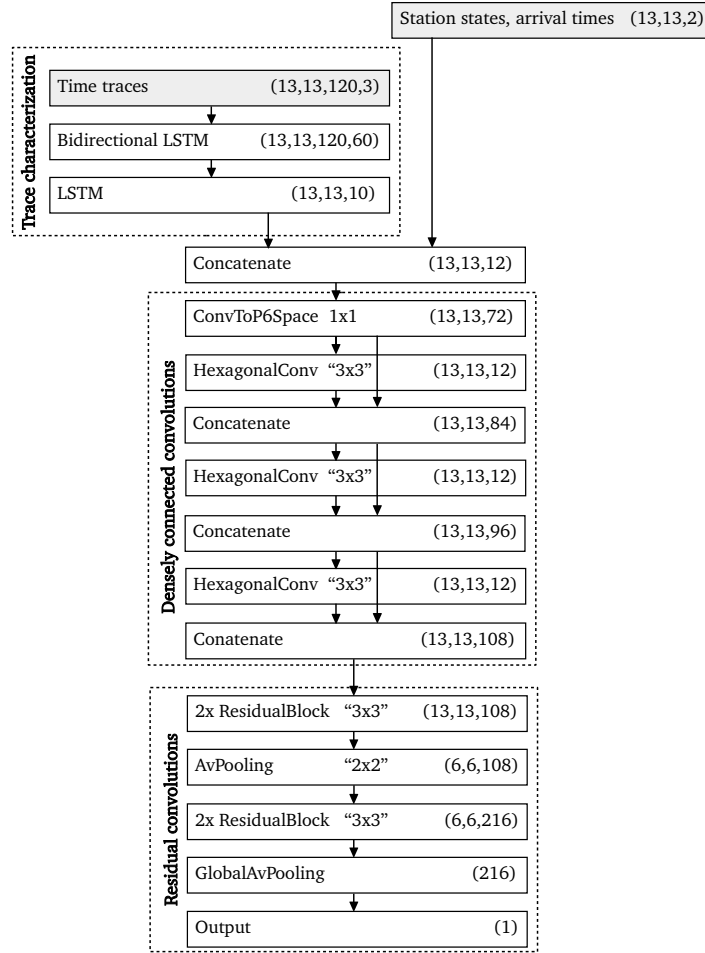 Station states, arrival times (13,13,2)
Trace characterization
Time traces (13,13,120,3)
Bidirectional LSTM (13,13,120,60)
LSTM (13,13,10)
Concatenate (13,13,12)
Densely connected convolutions
ConvToP6Space 1x1 (13,13,72)
HexagonalConv “3x3” (13,13,12)
Concatenate (13,13,84)
HexagonalConv “3x3” (13,13,12)
Concatenate (13,13,96)
HexagonalConv “3x3” (13,13,12)
Conatenate (13,13,108)
Residual convolutions
2x ResidualBlock “3x3” (13,13,108)
AvPooling “2x2” (6,6,108)
2x ResidualBlock “3x3” (6,6,216)
GlobalAvPooling (216)
Output (1)